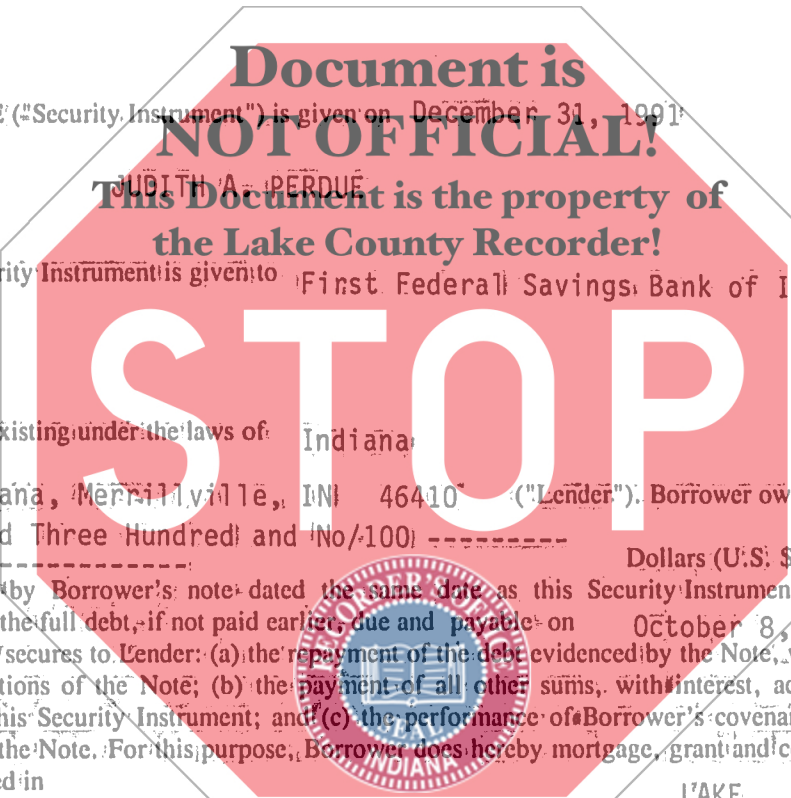 Document is
("Security Instrument") is given on December 31, 1991
NOT OFFICIAL!
JUDITH A. PERDUE
This Document is the property of
the Lake County Recorder!
rity Instrument is given to First Federal Savings Bank of I
STOP
xisting under the laws of Indiana
ana, Merrillville, IN 46410 ("Lender"). Borrower ow
d Three Hundred and No/100 ----------
-------------- Dollars (U.S. $
by Borrower's note dated the same date as this Security Instrumen
the full debt, if not paid earlier, due and payable on October 8,
secures to Lender: (a) the repayment of the debt evidenced by the Note,
tions of the Note; (b) the payment of all other sums, with interest, ad
his Security Instrument; and (c) the performance of Borrower's covena
the Note. For this purpose, Borrower does hereby mortgage, grant and c
ed in
LAKE
RECORDER'S OFFICE
SEAL
INDIANA